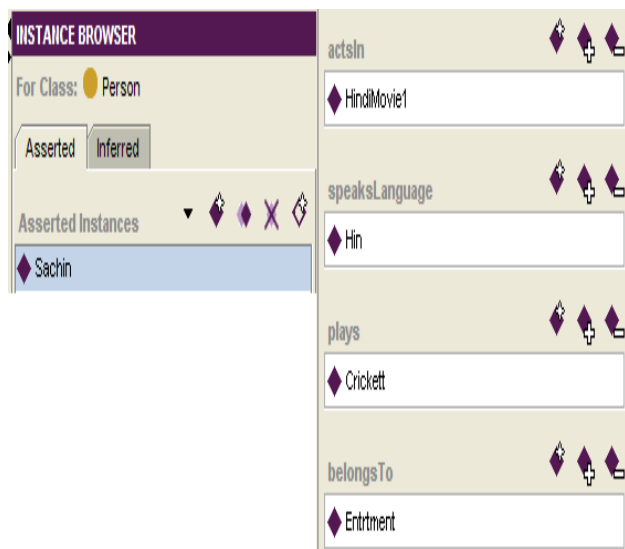 INSTANCE BROWSER
For Class: Person
Asserted Inferred
Asserted Instances
Sachin
actsIn
HindiMovie1
speaksLanguage
Hin
plays
Crickett
belongsTo
Entrtment